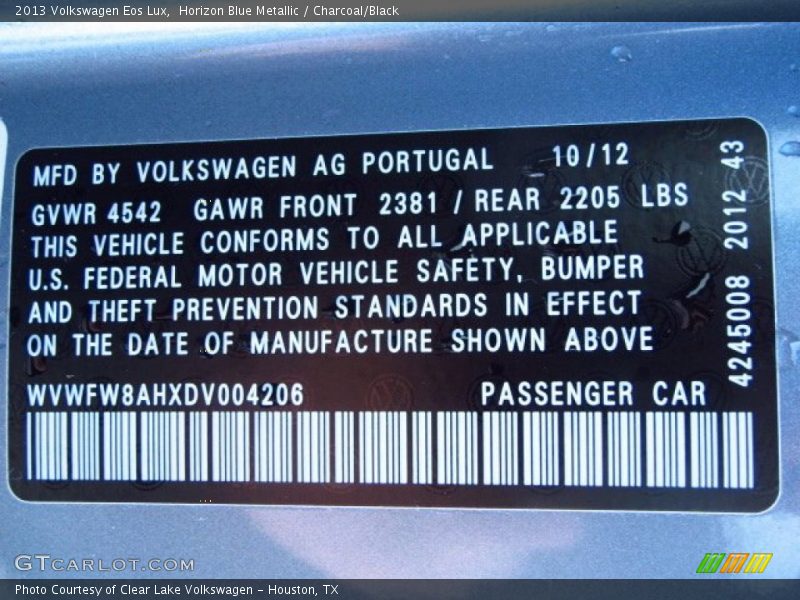 2013 Volkswagen Eos Lux, Horizon Blue Metallic / Charcoal/Black
MFD BY VOLKSWAGEN AG PORTUGAL 10/12
GVWR 4542 GAWR FRONT 2381 / REAR 2205 LBS
THIS VEHICLE CONFORMS TO ALL APPLICABLE
U.S. FEDERAL MOTOR VEHICLE SAFETY, BUMPER
AND THEFT PREVENTION STANDARDS IN EFFECT
ON THE DATE OF MANUFACTURE SHOWN ABOVE
WVWFW8AHXDV004206 PASSENGER CAR
4245008 2012 43
GTCARLOT.COM
Photo Courtesy of Clear Lake Volkswagen - Houston, TX